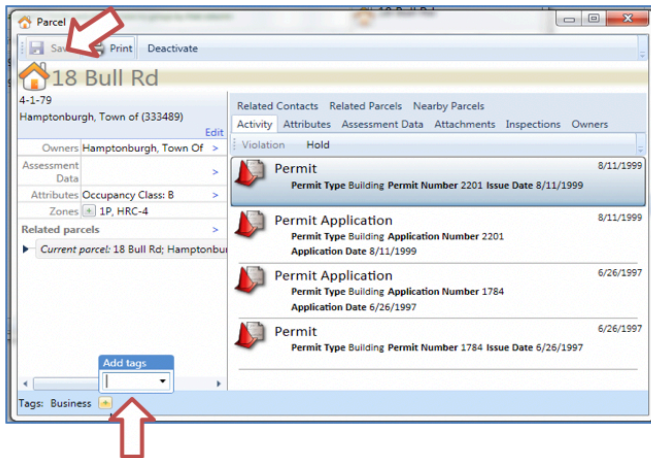 Parcel
Sav Print Deactivate
18 Bull Rd
4-1-79
Hamptonburgh, Town of (333489)
Edit
Owners Hamptonburgh, Town Of >
Assessment Data >
Attributes Occupancy Class: B >
Zones + 1P, HRC-4
Related parcels >
Current parcel: 18 Bull Rd; Hamptonbu
Add tags
Tags: Business +
Related Contacts Related Parcels Nearby Parcels
Activity Attributes Assessment Data Attachments Inspections Owners
Violation Hold
Permit 8/11/1999
Permit Type Building Permit Number 2201 Issue Date 8/11/1999
Permit Application 8/11/1999
Permit Type Building Application Number 2201
Application Date 8/11/1999
Permit Application 6/26/1997
Permit Type Building Application Number 1784
Application Date 6/26/1997
Permit 6/26/1997
Permit Type Building Permit Number 1784 Issue Date 6/26/1997